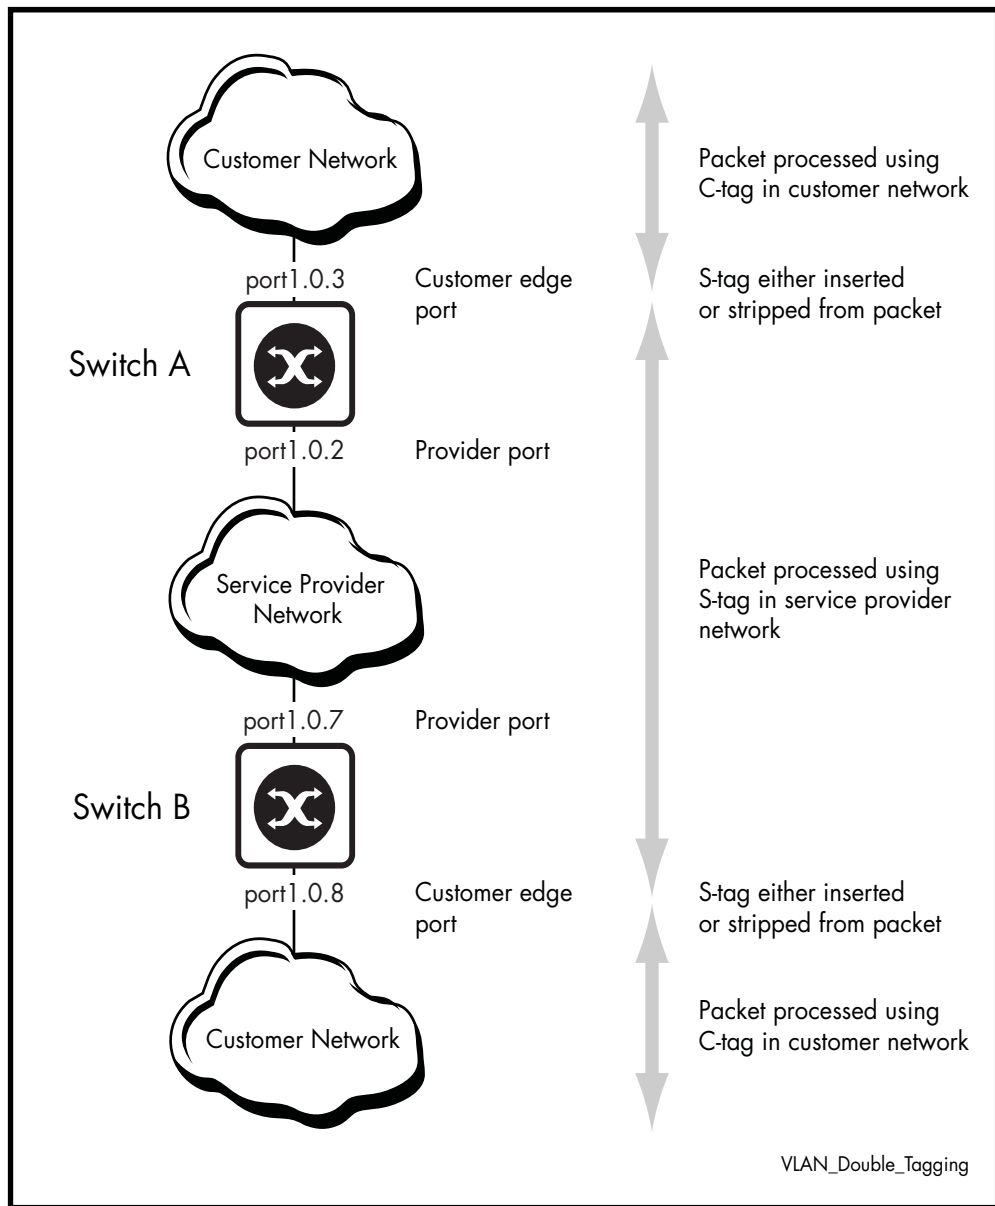 Customer Network
Packet processed using
C-tag in customer network
port1.0.3
Customer edge
port
S-tag either inserted
or stripped from packet
Switch A
port1.0.2
Provider port
Service Provider
Network
Packet processed using
S-tag in service provider
network
port1.0.7
Provider port
Switch B
port1.0.8
Customer edge
port
S-tag either inserted
or stripped from packet
Customer Network
Packet processed using
C-tag in customer network
VLAN_Double_Tagging